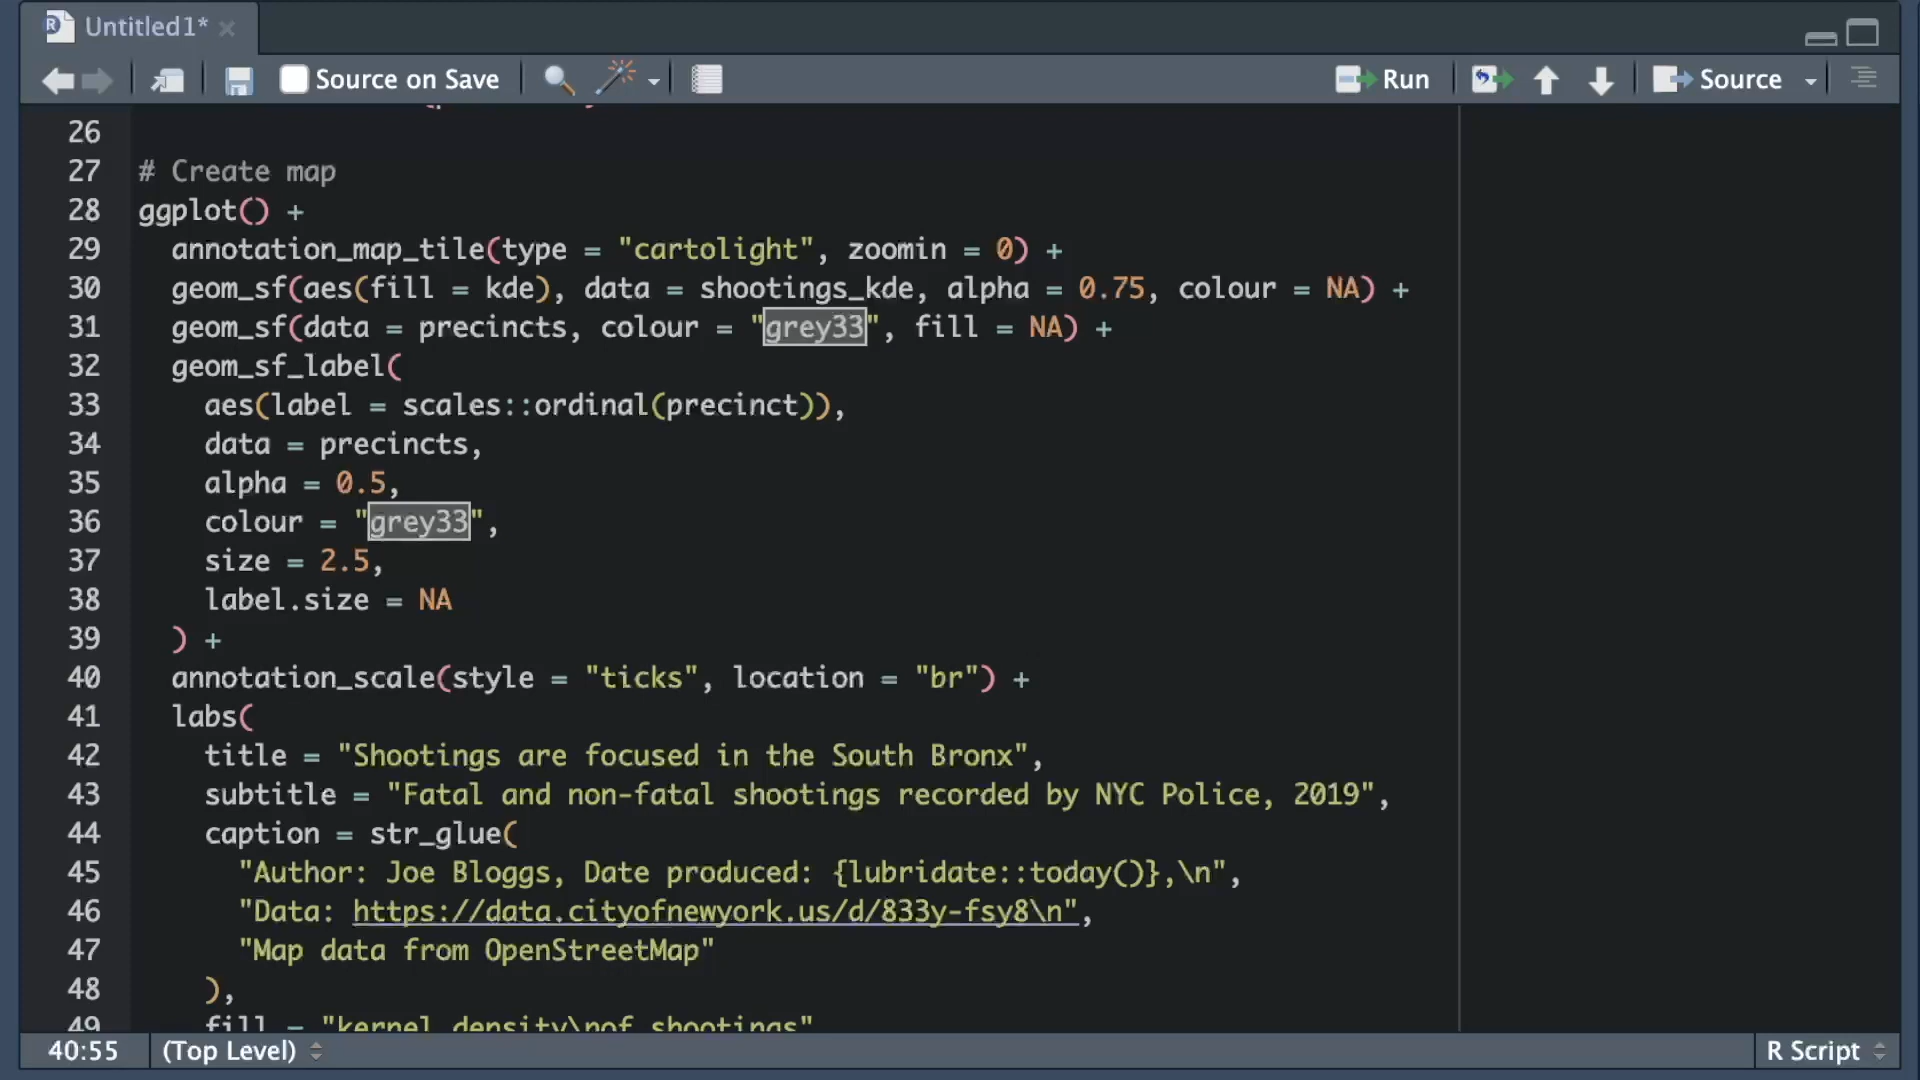 Untitled1*
Source on Save
Run
Source
26
27 # Create map
28 ggplot() +
29 annotation_map_tile(type = "cartolight", zoomin = 0) +
30 geom_sf(aes(fill = kde), data = shootings_kde, alpha = 0.75, colour = NA) +
31 geom_sf(data = precincts, colour = "grey33", fill = NA) +
32 geom_sf_label(
33 aes(label = scales::ordinal(precinct)),
34 data = precincts,
35 alpha = 0.5,
36 colour = "grey33",
37 size = 2.5,
38 label.size = NA
39 ) +
40 annotation_scale(style = "ticks", location = "br") +
41 labs(
42 title = "Shootings are focused in the South Bronx",
43 subtitle = "Fatal and non-fatal shootings recorded by NYC Police, 2019",
44 caption = str_glue(
45 "Author: Joe Bloggs, Date produced: {lubridate::today()},\n",
46 "Data: https://data.cityofnewyork.us/d/833y-fsy8\n",
47 "Map data from OpenStreetMap"
48 ),
49 fill = "kernel density\nof shootings"
40:55 (Top Level) R Script